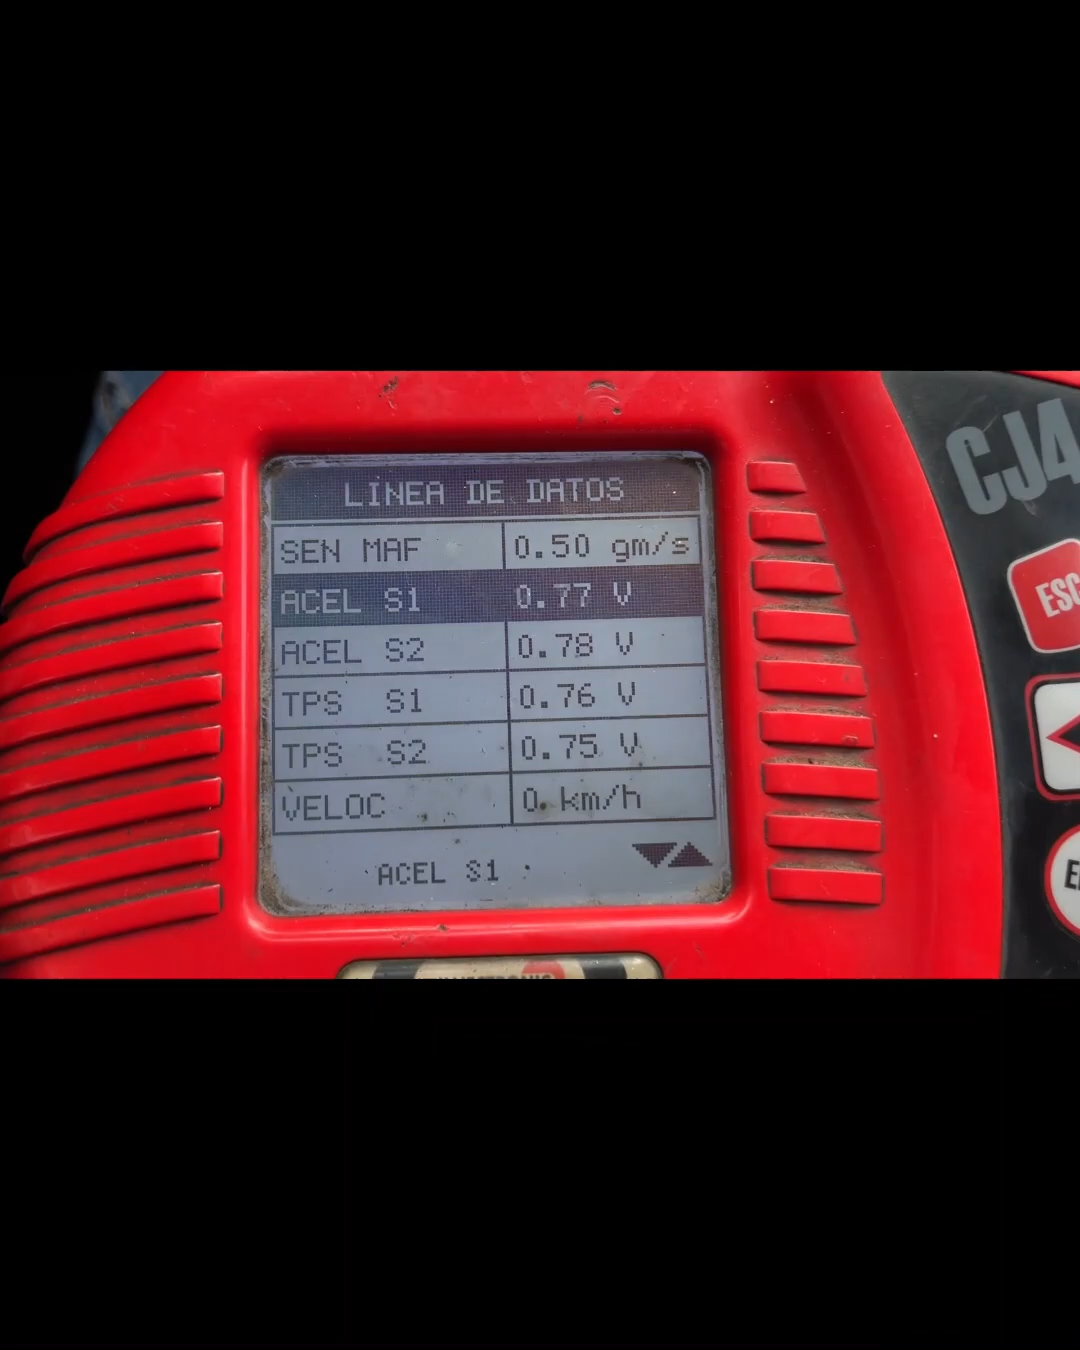 LINEA DE DATOS
SEN MAF 0.50 gm/s
ACEL S1 0.77 V
ACEL S2 0.78 V
TPS S1 0.76 V
TPS S2 0.75 V
VELOC 0 km/h
ACEL S1
CJ4
ESC